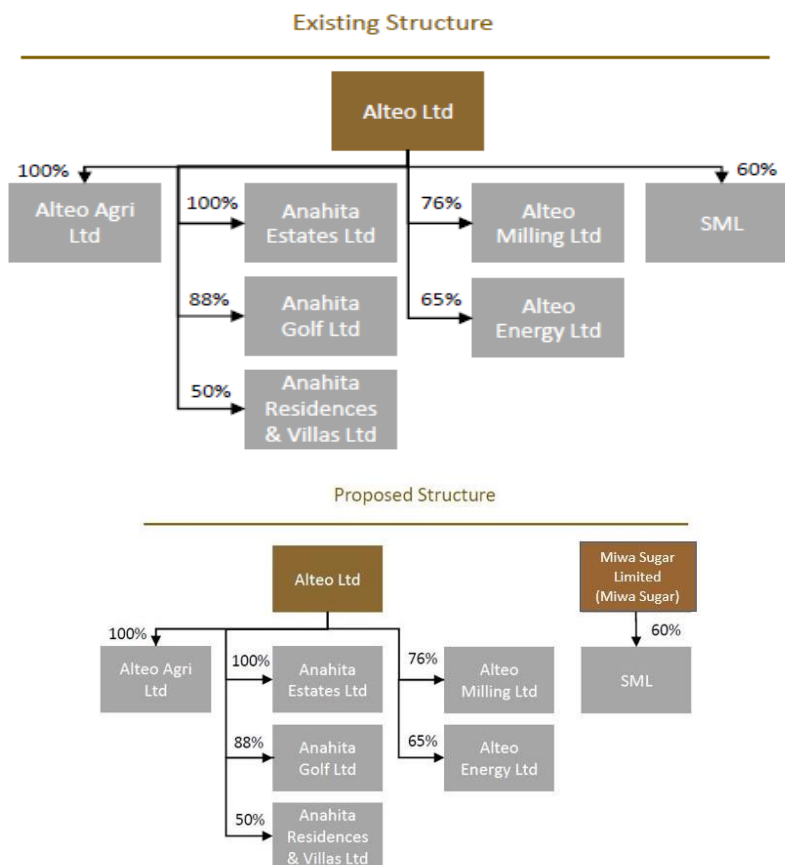 Existing Structure
Alteo Ltd
100%
60%
Alteo Agri
Ltd
100%
Anahita
Estates Ltd
76%
Alteo
Milling Ltd
SML
88%
Anahita
Golf Ltd
65%
Alteo
Energy Ltd
50%
Anahita
Residences
& Villas Ltd
Proposed Structure
Alteo Ltd
Miwa Sugar
Limited
(Miwa Sugar)
100%
60%
Alteo Agri
Ltd
100%
Anahita
Estates Ltd
76%
Alteo
Milling Ltd
SML
88%
Anahita
Golf Ltd
65%
Alteo
Energy Ltd
50%
Anahita
Residences
& Villas Ltd